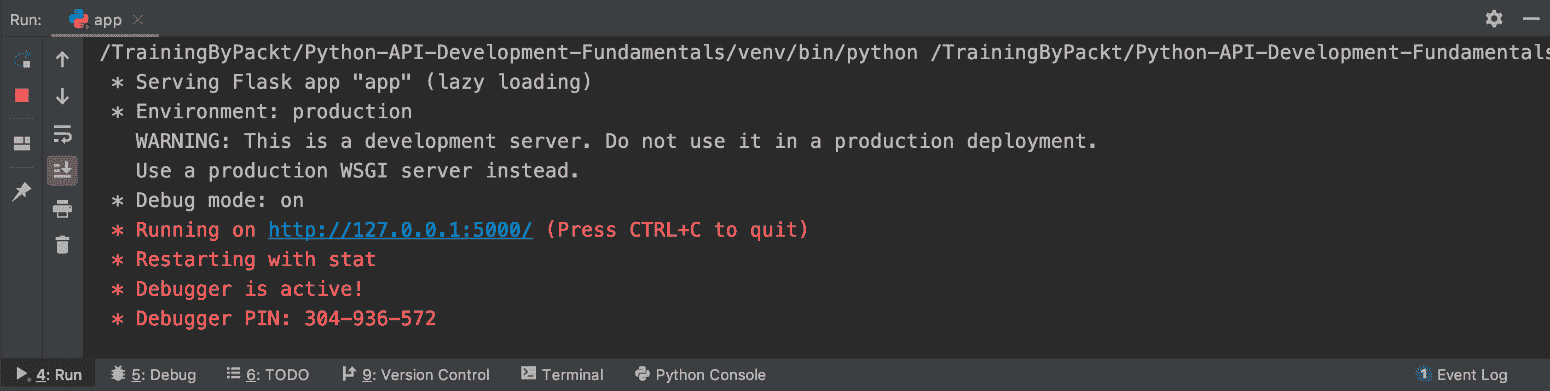 Run: app
/TrainingByPackt/Python-API-Development-Fundamentals/venv/bin/python /TrainingByPackt/Python-API-Development-Fundamentals
* Serving Flask app "app" (lazy loading)
* Environment: production
WARNING: This is a development server. Do not use it in a production deployment.
Use a production WSGI server instead.
* Debug mode: on
* Running on http://127.0.0.1:5000/ (Press CTRL+C to quit)
* Restarting with stat
* Debugger is active!
* Debugger PIN: 304-936-572
4: Run 5: Debug 6: TODO 9: Version Control Terminal Python Console 1 Event Log